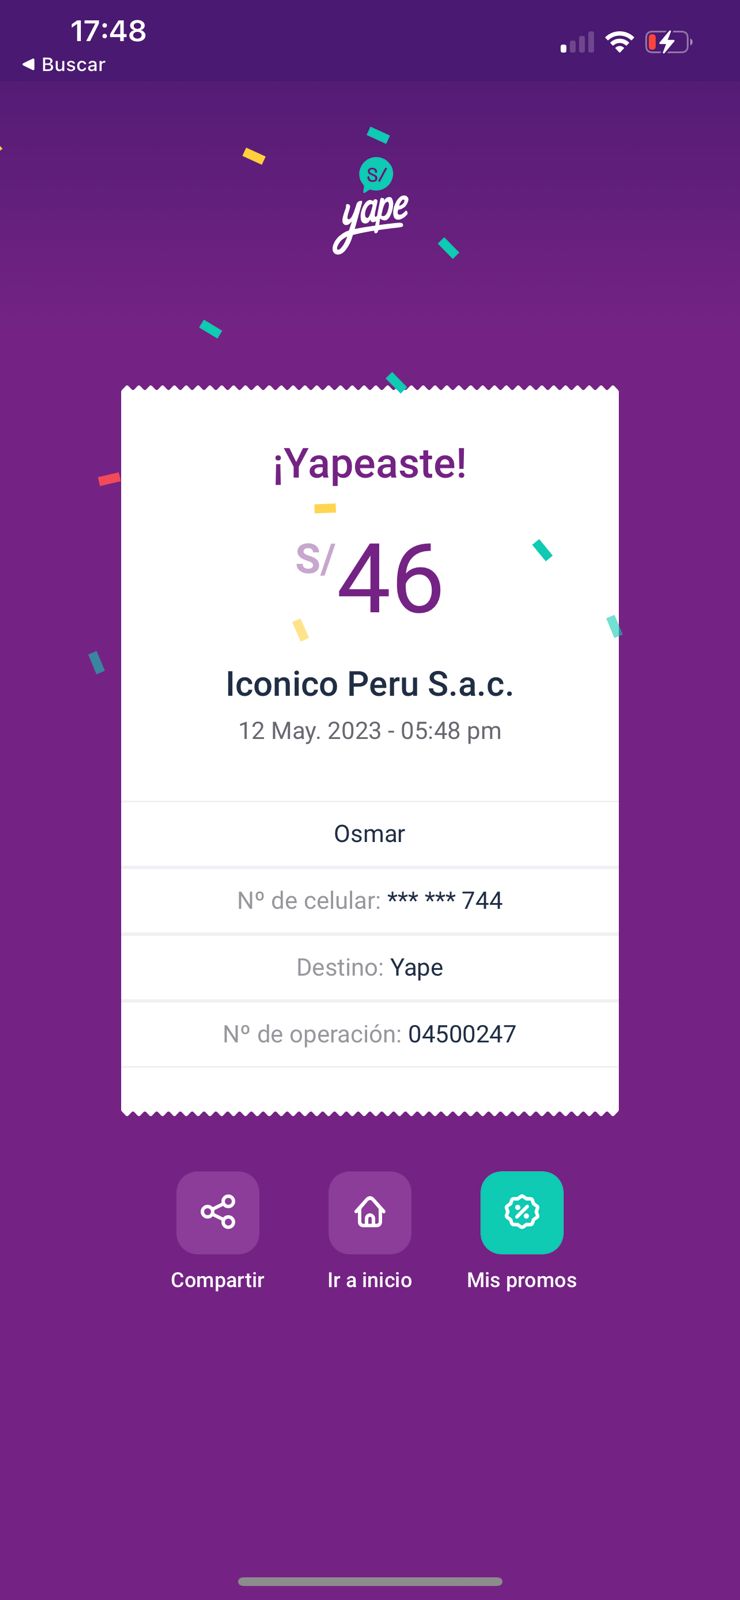 17:48
◀ Buscar
S/
yape
¡Yapeaste!
S/ 46
Iconico Peru S.a.c.
12 May. 2023 - 05:48 pm
Osmar
Nº de celular: *** *** 744
Destino: Yape
Nº de operación: 04500247
Compartir
Ir a inicio
Mis promos